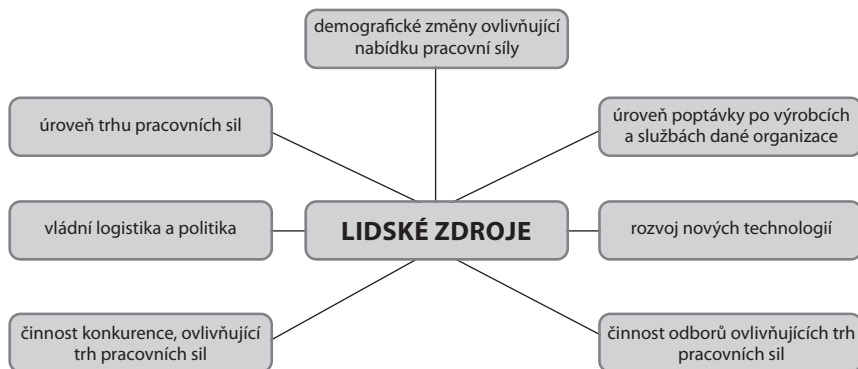 demografické změny ovlivňující
nabídku pracovní síly
úroveň trhu pracovních sil
úroveň poptávky po výrobcích
a službách dané organizace
vládní logistika a politika
LIDSKÉ ZDROJE
rozvoj nových technologií
činnost konkurence, ovlivňující
trh pracovních sil
činnost odborů ovlivňujících trh
pracovních sil